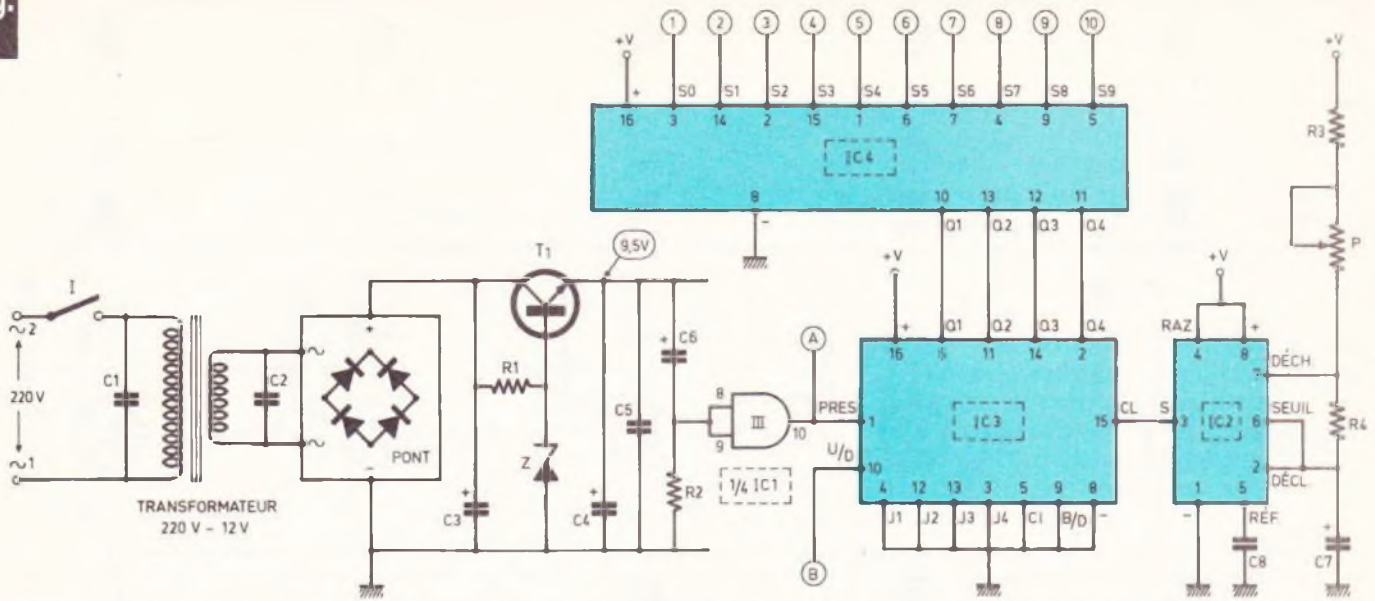 g.
1 2 3 4 5 6 7 8 9 10
+V
+V
S0 S1 S2 S3 S4 S5 S6 S7 S8 S9
+
16 3 14 2 15 1 6 7 4 9 5
R3
IC4
8 10 13 12 11
-
Q1 Q2 Q3 Q4
P
9,5V
T1
+V
+V
I
2
220 V
1
C1
C2
+
-
PONT
TRANSFORMATEUR
220 V – 12 V
R1
Z
+
C3
+
C4
C5
+
C6
R2
8
9
III
10
1/4 IC1
A
B
PRES
U/D
+
Q1 Q2 Q3 Q4
16 6 11 14 2
1
IC3
15
CL
10
4 12 13 3 5 9 8
J1 J2 J3 J4 CI B/D -
RAZ
+
4 8
DÉCH.
7
S
3
IC2
SEUIL
6
R4
2
DÉCL.
1 5
-
RÉF.
C8
+
C7